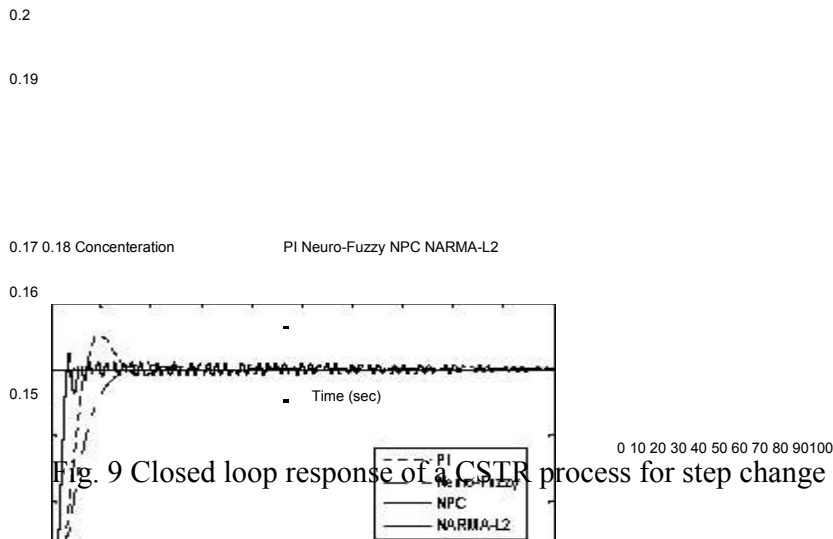 0.2
0.19
0.17 0.18 Concenteration PI Neuro-Fuzzy NPC NARMA-L2
0.16
0.15
Time (sec)
0 10 20 30 40 50 60 70 80 90100
PI
Fig. 9 Closed loop response of a CSTR process for step change
Neuro-Fuzzy
NPC
NARMA-L2